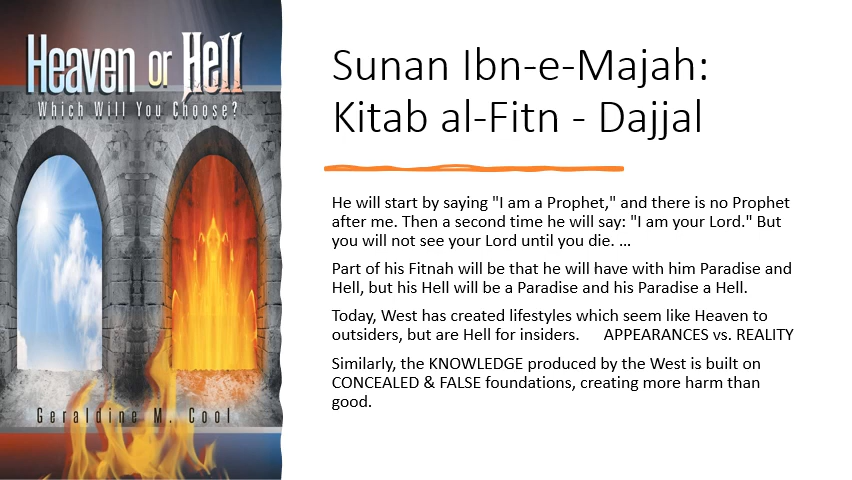 Heaven or Hell
Which Will You Choose?
Geraldine M. Cool
Sunan Ibn-e-Majah:
Kitab al-Fitn - Dajjal
He will start by saying "I am a Prophet," and there is no Prophet
after me. Then a second time he will say: "I am your Lord." But
you will not see your Lord until you die. ...
Part of his Fitnah will be that he will have with him Paradise and
Hell, but his Hell will be a Paradise and his Paradise a Hell.
Today, West has created lifestyles which seem like Heaven to
outsiders, but are Hell for insiders. APPEARANCES vs. REALITY
Similarly, the KNOWLEDGE produced by the West is built on
CONCEALED & FALSE foundations, creating more harm than
good.